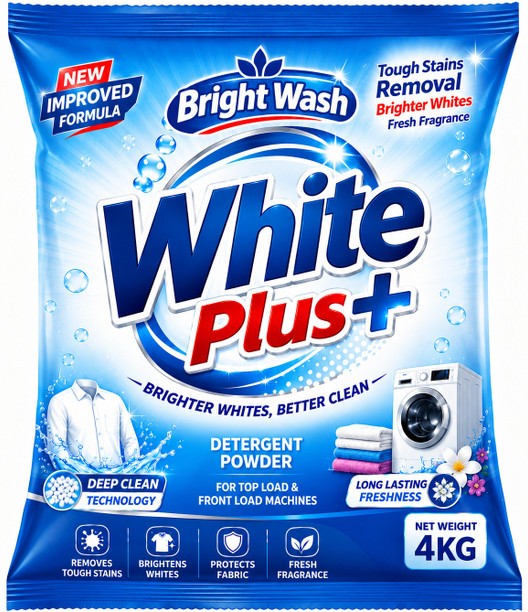 NEW
IMPROVED
FORMULA
Bright Wash
Tough Stains
Removal
Brighter Whites
Fresh Fragrance
White
Plus+
BRIGHTER WHITES, BETTER CLEAN
DETERGENT
POWDER
FOR TOP LOAD &
FRONT LOAD MACHINES
DEEP CLEAN
TECHNOLOGY
LONG LASTING
FRESHNESS
REMOVES
TOUGH STAINS
BRIGHTENS
WHITES
PROTECTS
FABRIC
FRESH
FRAGRANCE
NET WEIGHT
4KG